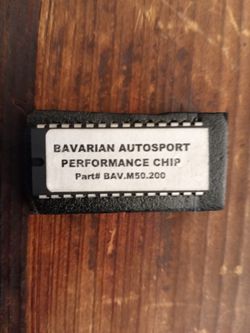 BAVARIAN AUTOSPORT
PERFORMANCE CHIP
Part# BAV.M50.200